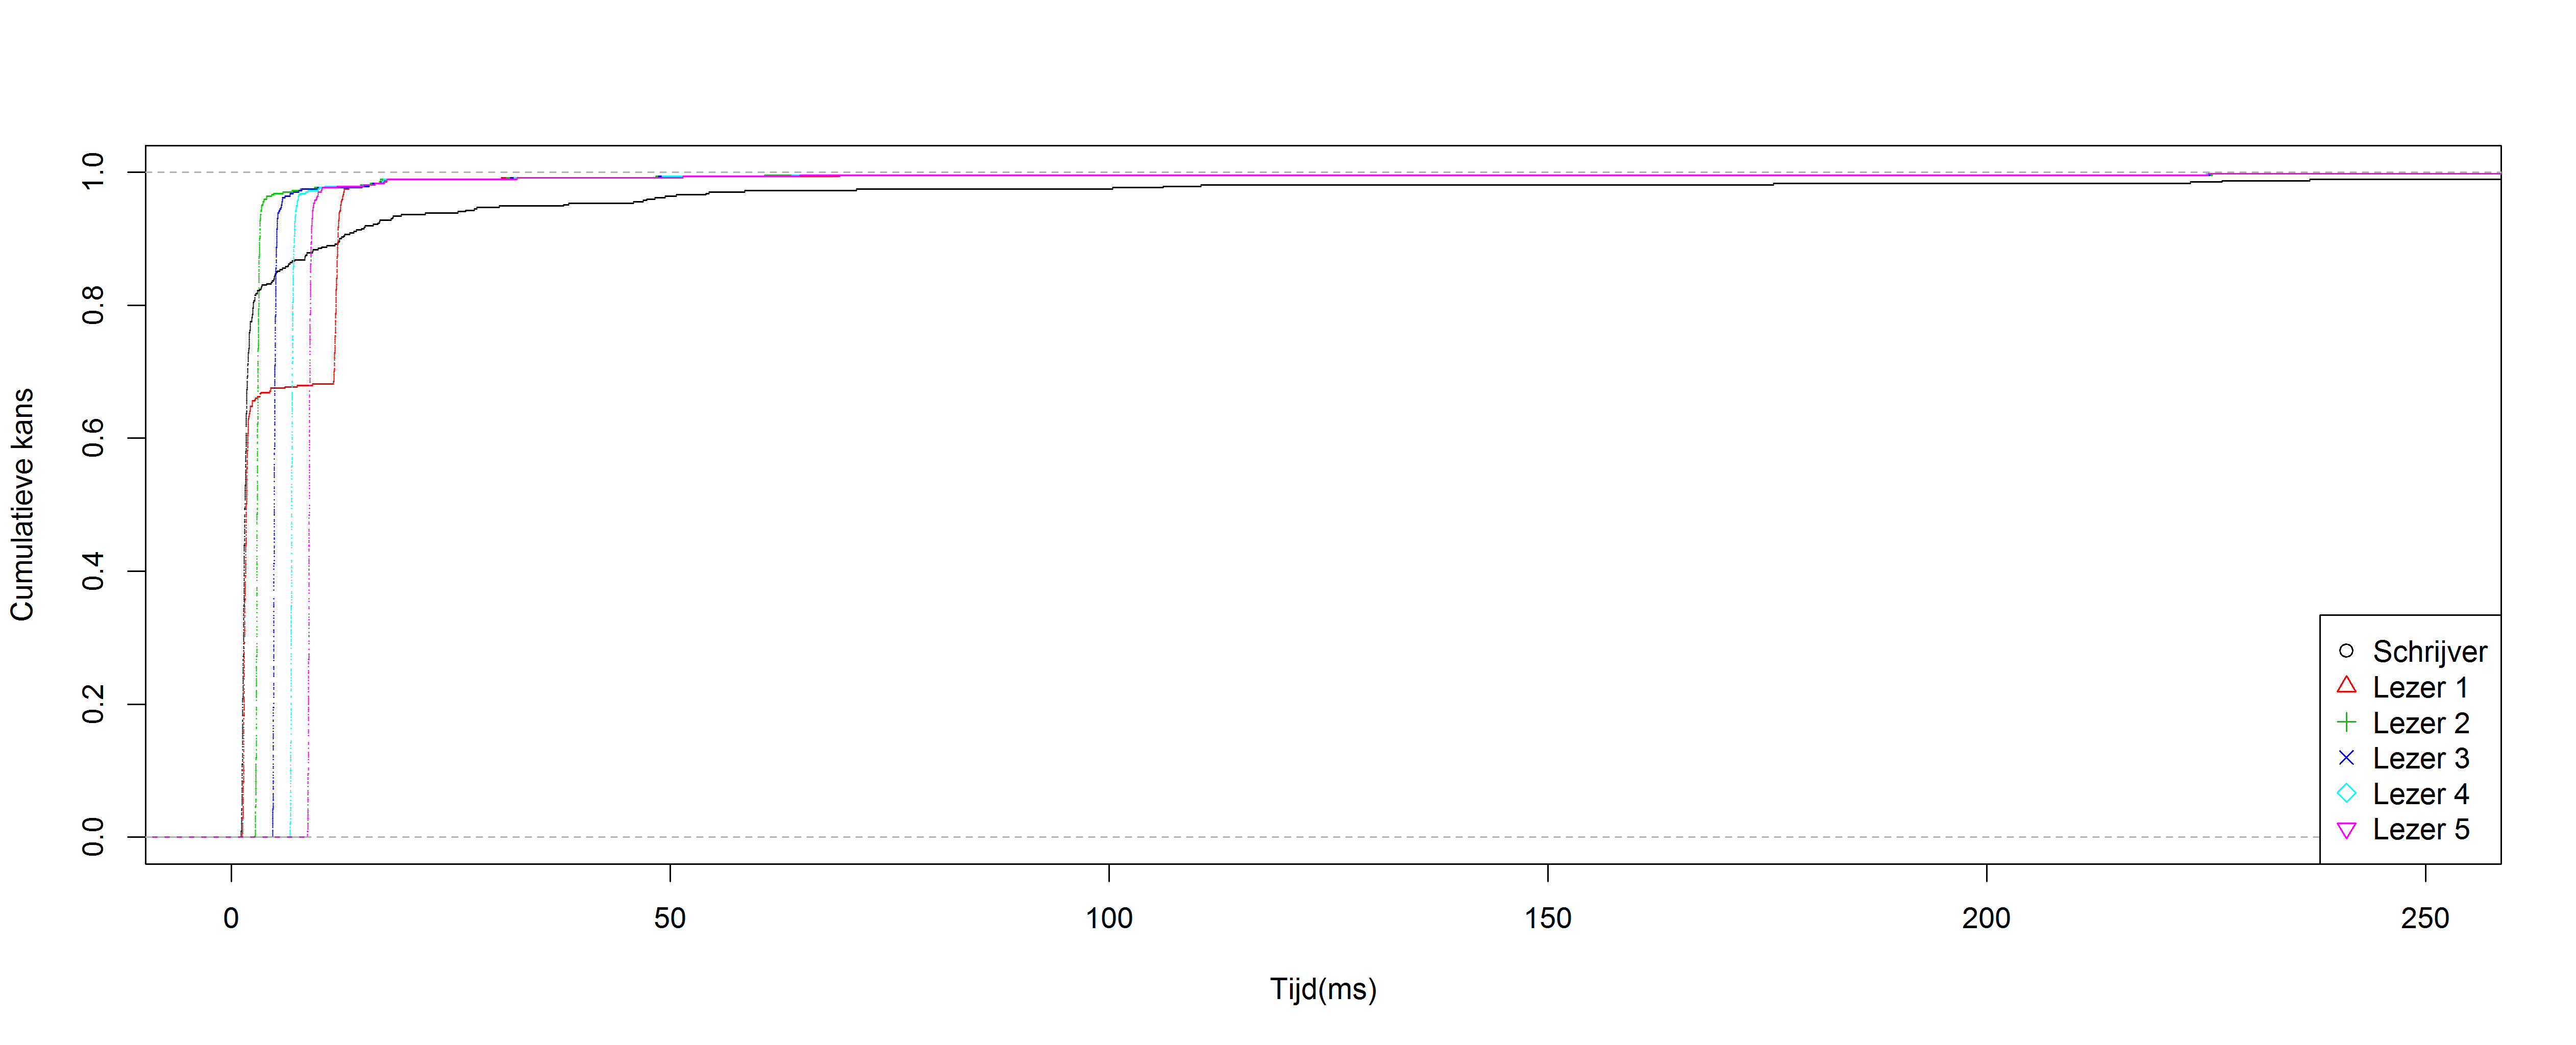 Cumulatieve kans
1.0
0.8
0.6
0.4
0.2
0.0
Schrijver
Lezer 1
Lezer 2
Lezer 3
Lezer 4
Lezer 5
0 50 100 150 200 250
Tijd(ms)